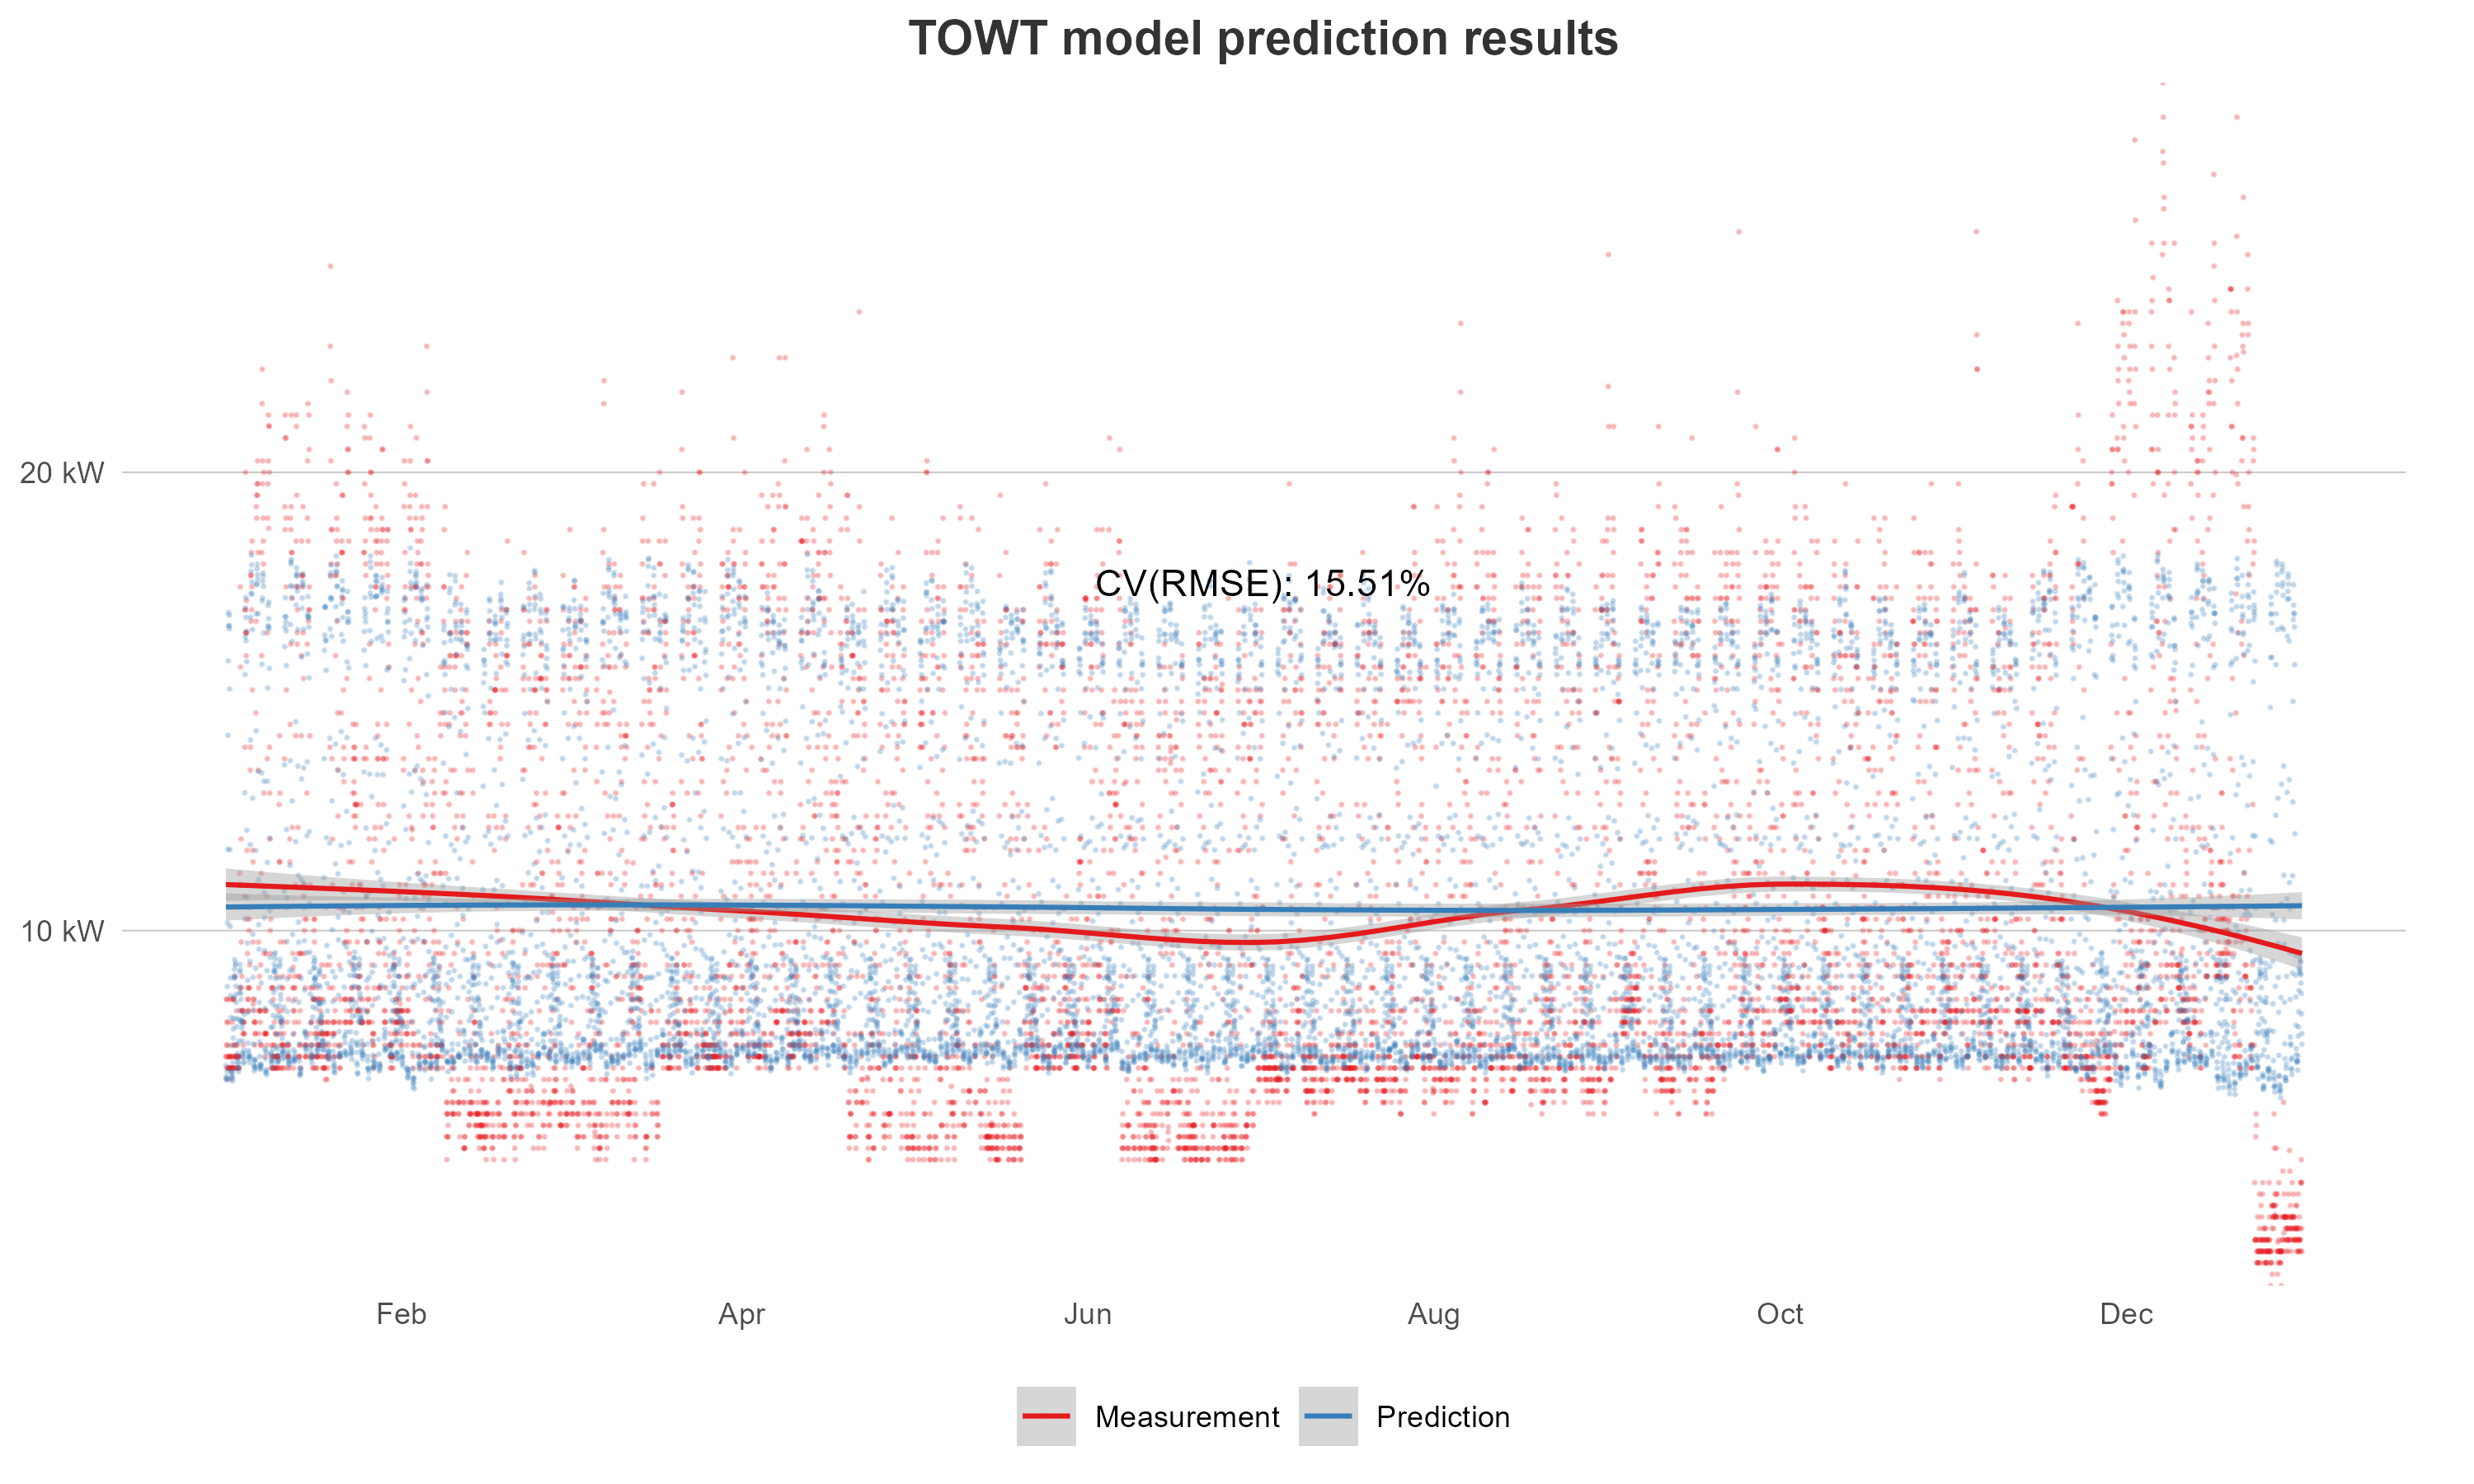 TOWT model prediction results
20 kW
CV(RMSE): 15.51%
10 kW
Feb Apr Jun Aug Oct Dec
Measurement Prediction